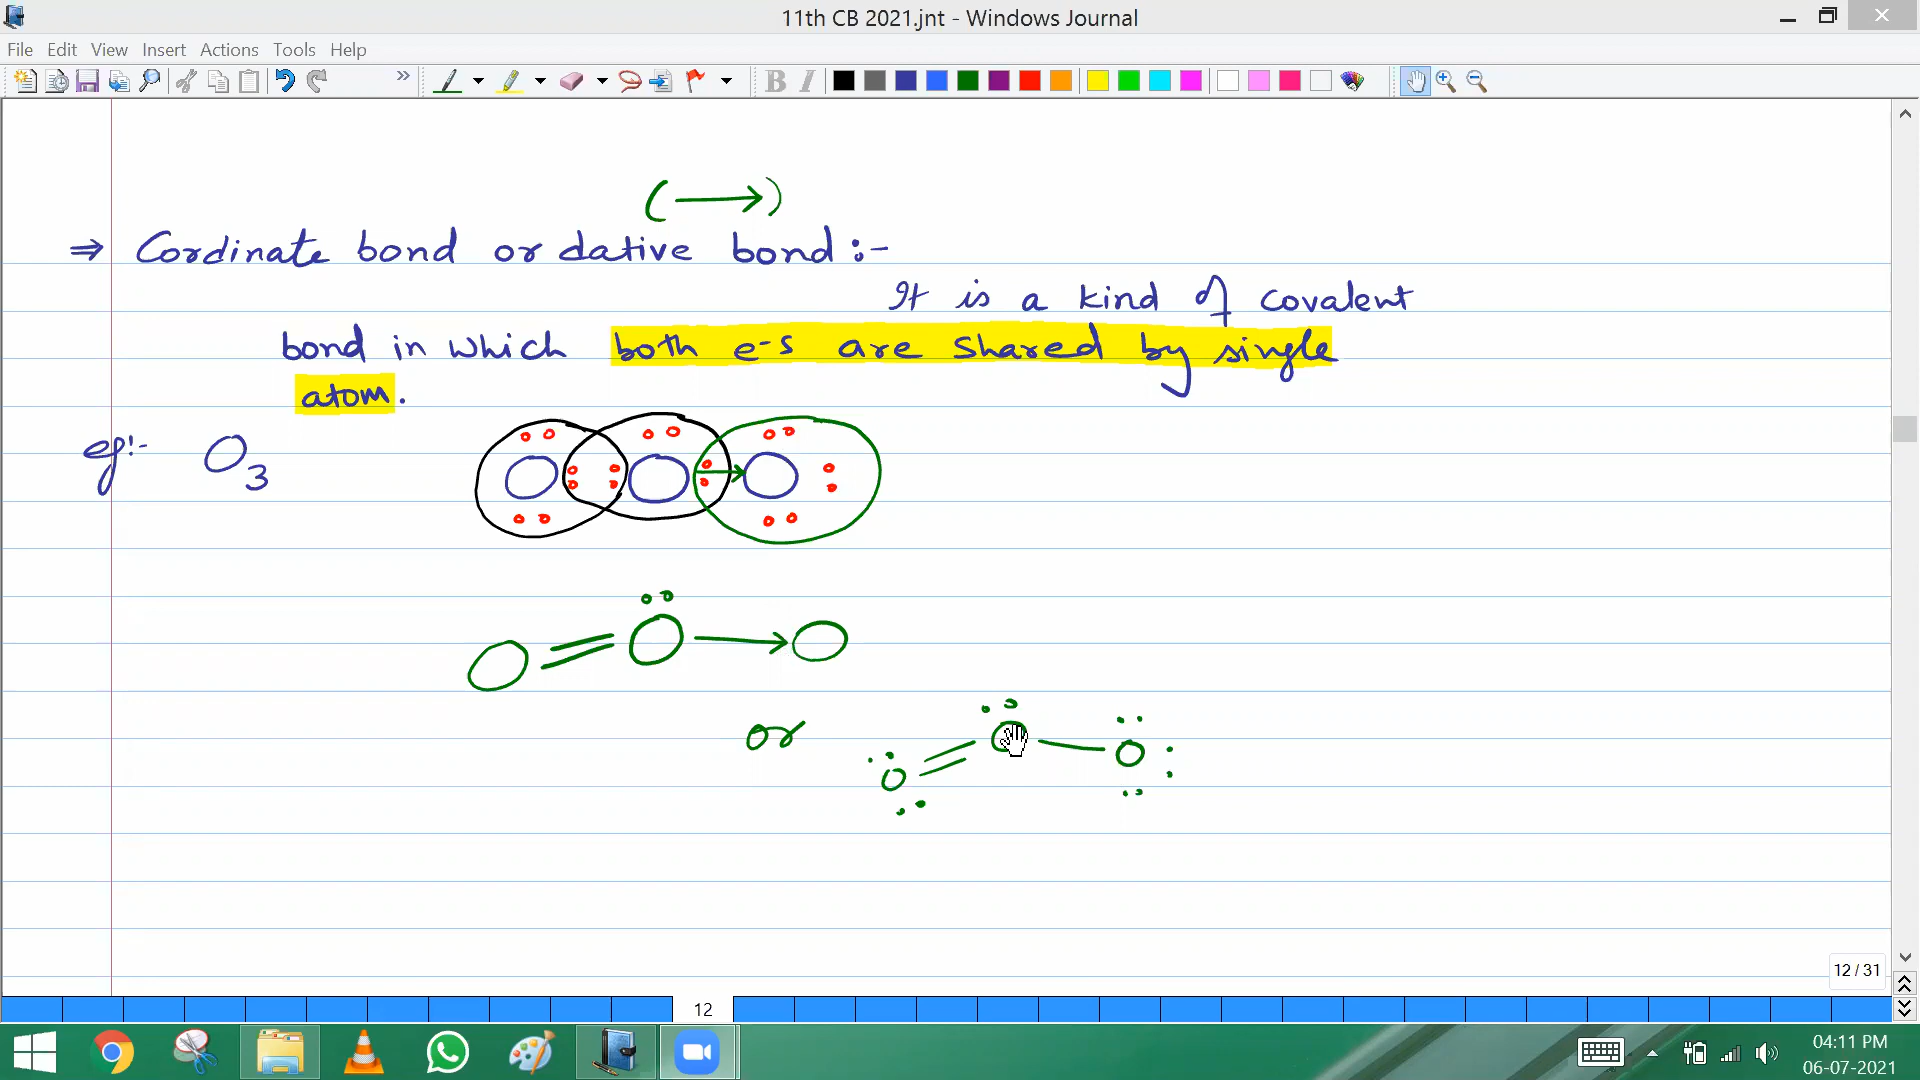 11th CB 2021.jnt - Windows Journal
File Edit View Insert Actions Tools Help
B I
(→)
⇒ Cordinate bond or dative bond :-
It is a kind of covalent
bond in which both e-s are shared by single
atom.
eg:- O3
O = O → O
or
O = O - O
12 / 31
12
04:11 PM
06-07-2021